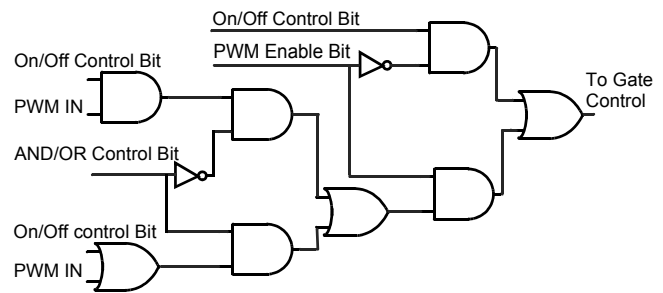 On/Off Control Bit
PWM Enable Bit
On/Off Control Bit
PWM IN
To Gate
Control
AND/OR Control Bit
On/Off control Bit
PWM IN